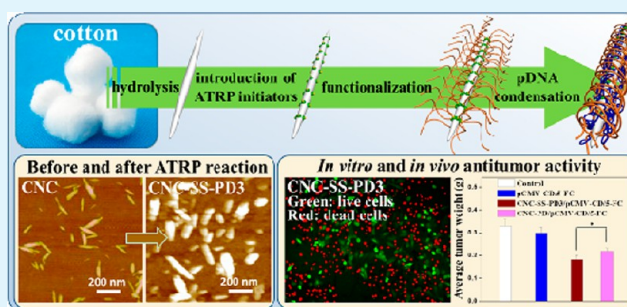 cotton
hydrolysis
introduction of
ATRP initiators
functionalization
pDNA
condensation
Before and after ATRP reaction
CNC
CNC-SS-PD3
200 nm
200 nm
In vitro and in vivo antitumor activity
CNC-SS-PD3
Green: live cells
Red: dead cells
Average tumor weight (g)
Control
pCMV-CD/5-FC
CNC-SS-PD3/pCMV-CD/5-FC
CNC-PD/pCMV-CD/5-FC
*